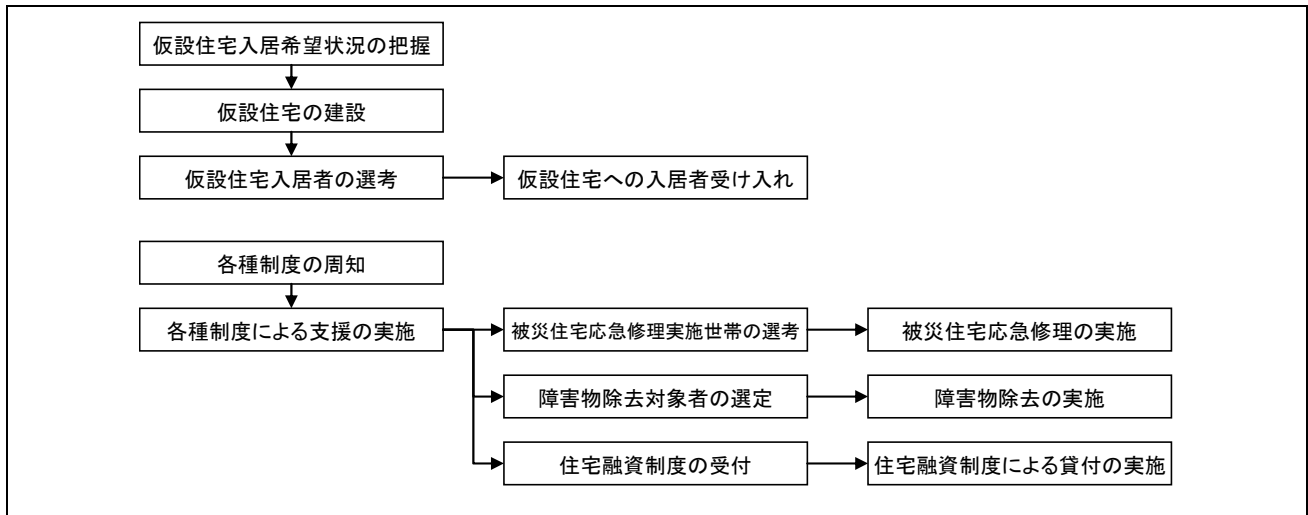 仮設住宅入居希望状況の把握
仮設住宅の建設
仮設住宅入居者の選考
仮設住宅への入居者受け入れ
各種制度の周知
各種制度による支援の実施
被災住宅応急修理実施世帯の選考
被災住宅応急修理の実施
障害物除去対象者の選定
障害物除去の実施
住宅融資制度の受付
住宅融資制度による貸付の実施